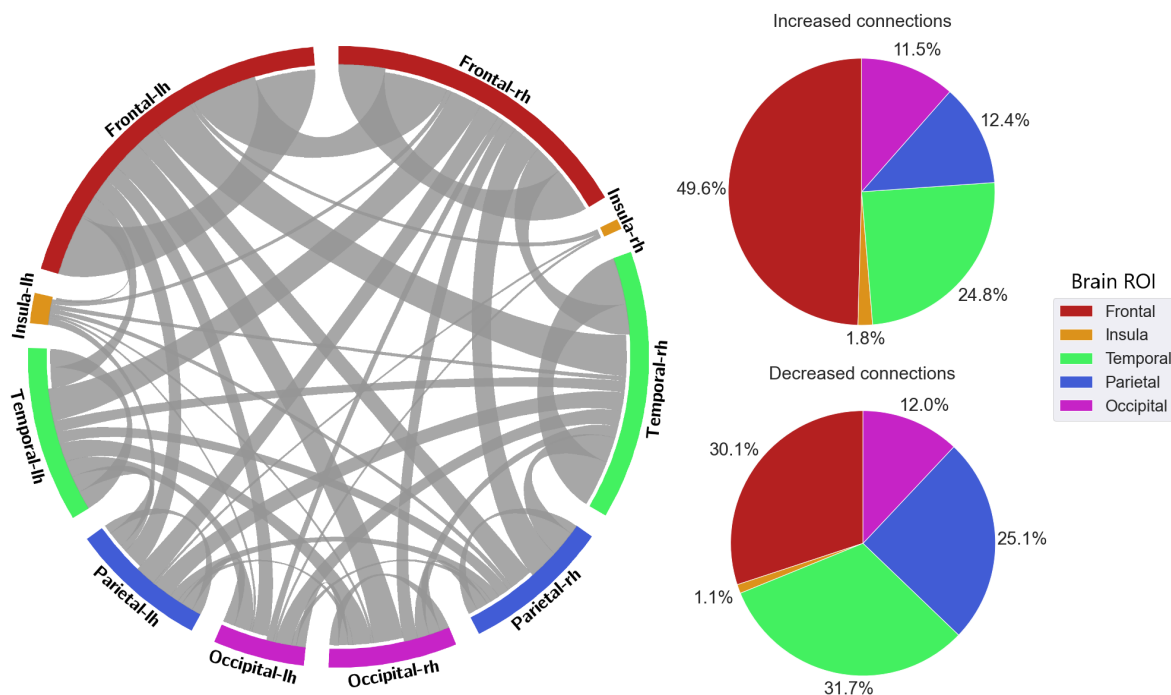 Frontal-lh
Frontal-rh
Insula-rh
Temporal-rh
Parietal-rh
Occipital-rh
Occipital-lh
Parietal-lh
Temporal-lh
Insula-lh
Increased connections
11.5%
12.4%
49.6%
24.8%
1.8%
Decreased connections
12.0%
30.1%
25.1%
1.1%
31.7%
Brain ROI
Frontal
Insula
Temporal
Parietal
Occipital